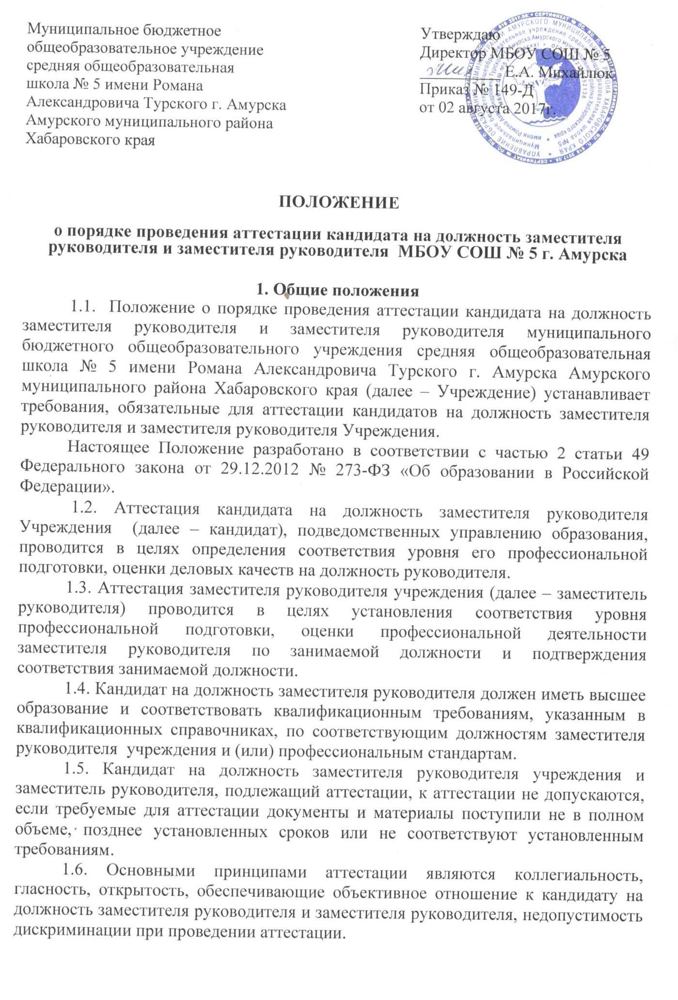 Муниципальное бюджетное
общеобразовательное учреждение
средняя общеобразовательная
школа № 5 имени Романа
Александровича Турского г. Амурска
Амурского муниципального района
Хабаровского края
Утверждаю
Директор МБОУ СОШ № 5
__________ Е.А. Михайлюк
Приказ № 149-Д
от 02 августа 2017г.
ПОЛОЖЕНИЕ
о порядке проведения аттестации кандидата на должность заместителя
руководителя и заместителя руководителя МБОУ СОШ № 5 г. Амурска
1. Общие положения
1.1. Положение о порядке проведения аттестации кандидата на должность
заместителя руководителя и заместителя руководителя муниципального
бюджетного общеобразовательного учреждения средняя общеобразовательная
школа № 5 имени Романа Александровича Турского г. Амурска Амурского
муниципального района Хабаровского края (далее – Учреждение) устанавливает
требования, обязательные для аттестации кандидатов на должность заместителя
руководителя и заместителя руководителя Учреждения.
Настоящее Положение разработано в соответствии с частью 2 статьи 49
Федерального закона от 29.12.2012 № 273-ФЗ «Об образовании в Российской
Федерации».
1.2. Аттестация кандидата на должность заместителя руководителя
Учреждения (далее – кандидат), подведомственных управлению образования,
проводится в целях определения соответствия уровня его профессиональной
подготовки, оценки деловых качеств на должность руководителя.
1.3. Аттестация заместителя руководителя учреждения (далее – заместитель
руководителя) проводится в целях установления соответствия уровня
профессиональной подготовки, оценки профессиональной деятельности
заместителя руководителя по занимаемой должности и подтверждения
соответствия занимаемой должности.
1.4. Кандидат на должность заместителя руководителя должен иметь высшее
образование и соответствовать квалификационным требованиям, указанным в
квалификационных справочниках, по соответствующим должностям заместителя
руководителя учреждения и (или) профессиональным стандартам.
1.5. Кандидат на должность заместителя руководителя учреждения и
заместитель руководителя, подлежащий аттестации, к аттестации не допускаются,
если требуемые для аттестации документы и материалы поступили не в полном
объеме, позднее установленных сроков или не соответствуют установленным
требованиям.
1.6. Основными принципами аттестации являются коллегиальность,
гласность, открытость, обеспечивающие объективное отношение к кандидату на
должность заместителя руководителя и заместителя руководителя, недопустимость
дискриминации при проведении аттестации.